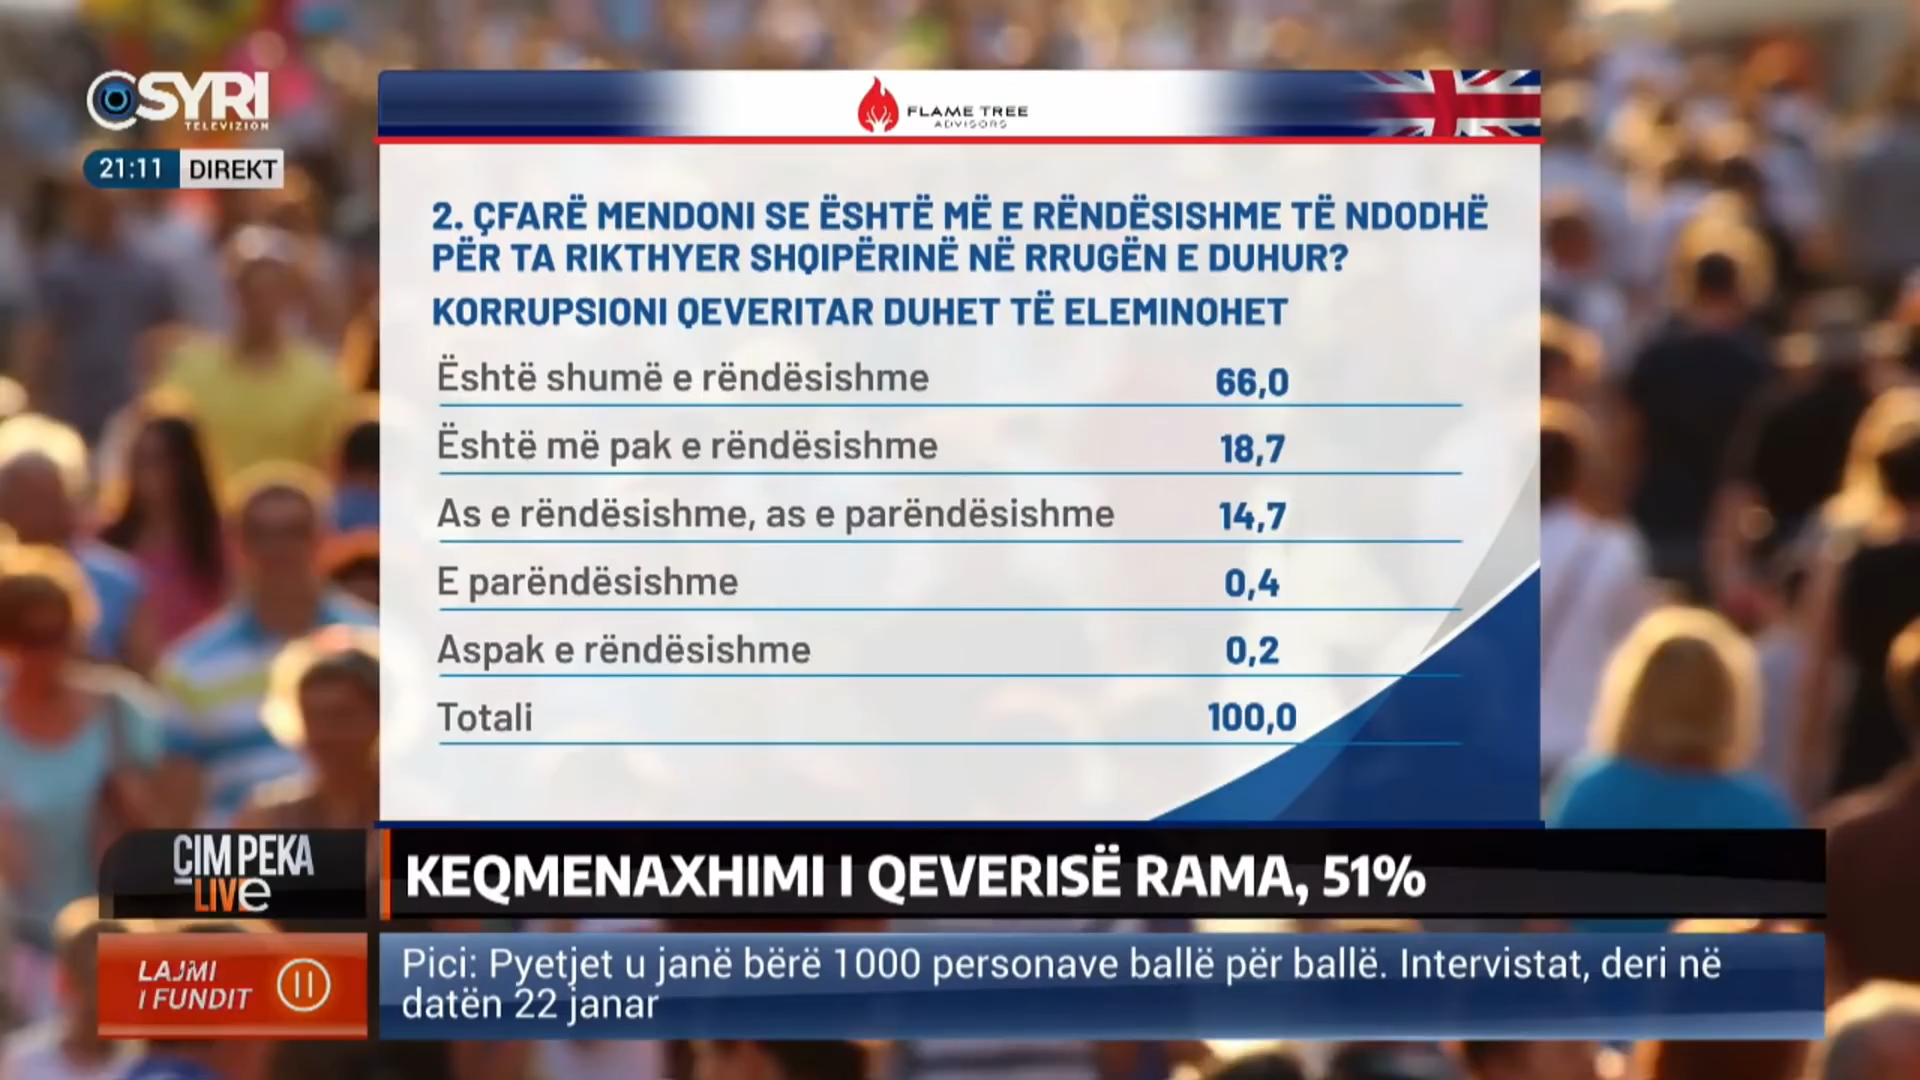 SYRI
TELEVIZION
21:11 DIREKT
FLAME TREE
ADVISORS
2. ÇFARË MENDONI SE ËSHTË MË E RËNDËSISHME TË NDODHË
PËR TA RIKTHYER SHQIPËRINË NË RRUGËN E DUHUR?
KORRUPSIONI QEVERITAR DUHET TË ELEMINOHET
Është shumë e rëndësishme 66,0
Është më pak e rëndësishme 18,7
As e rëndësishme, as e parëndësishme 14,7
E parëndësishme 0,4
Aspak e rëndësishme 0,2
Totali 100,0
ÇIM PEKA
LIVE
KEQMENAXHIMI I QEVERISË RAMA, 51%
LAJMI
I FUNDIT
Pici: Pyetjet u janë bërë 1000 personave ballë për ballë. Intervistat, deri në
datën 22 janar